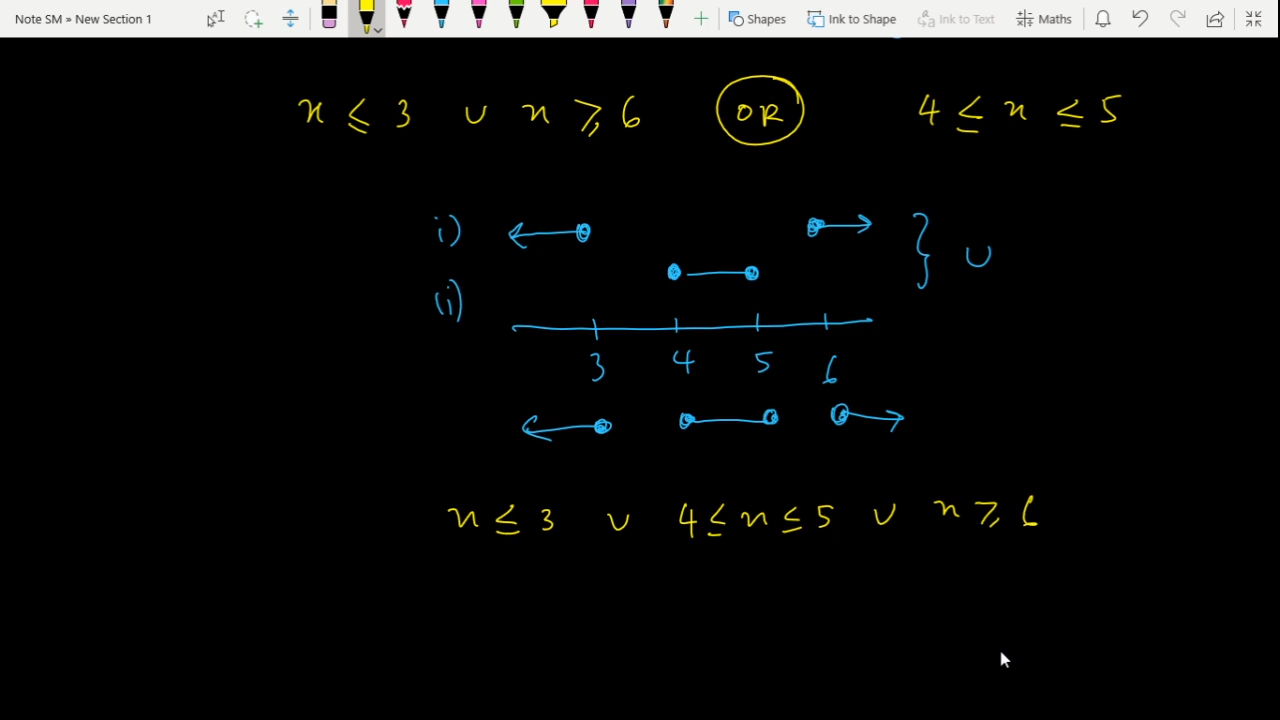 Note SM » New Section 1 Shapes Ink to Shape Ink to Text Maths
x ≤ 3 ∪ x ≥ 6 OR 4 ≤ x ≤ 5
i)
∪
ii)
3 4 5 6
x ≤ 3 ∪ 4 ≤ x ≤ 5 ∪ x ≥ 6